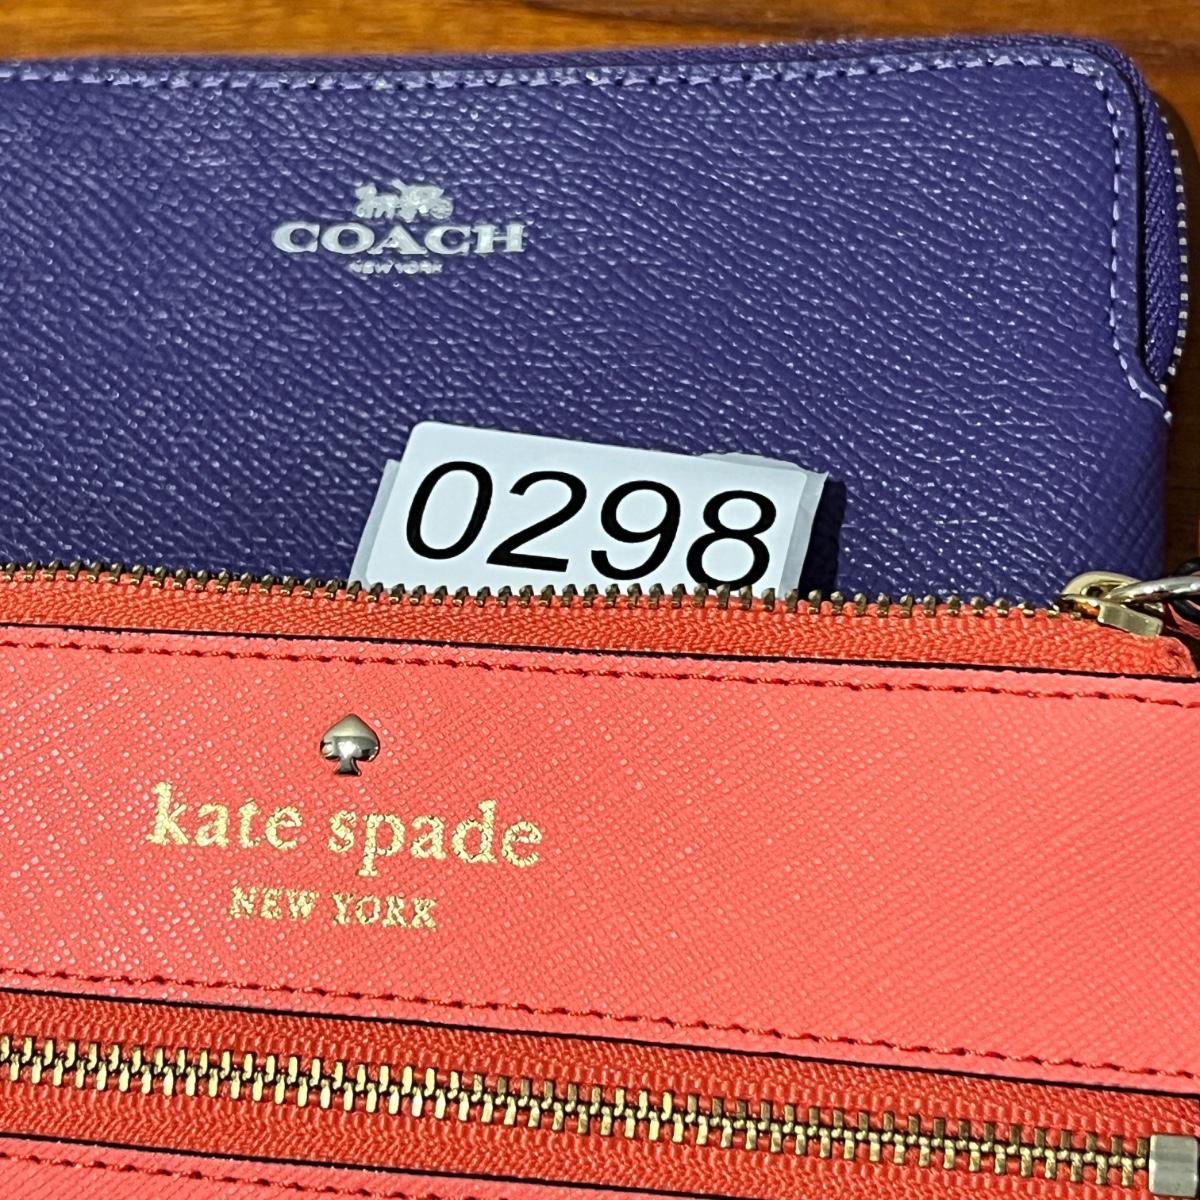 COACH
NEW YORK
0298
kate spade
NEW YORK